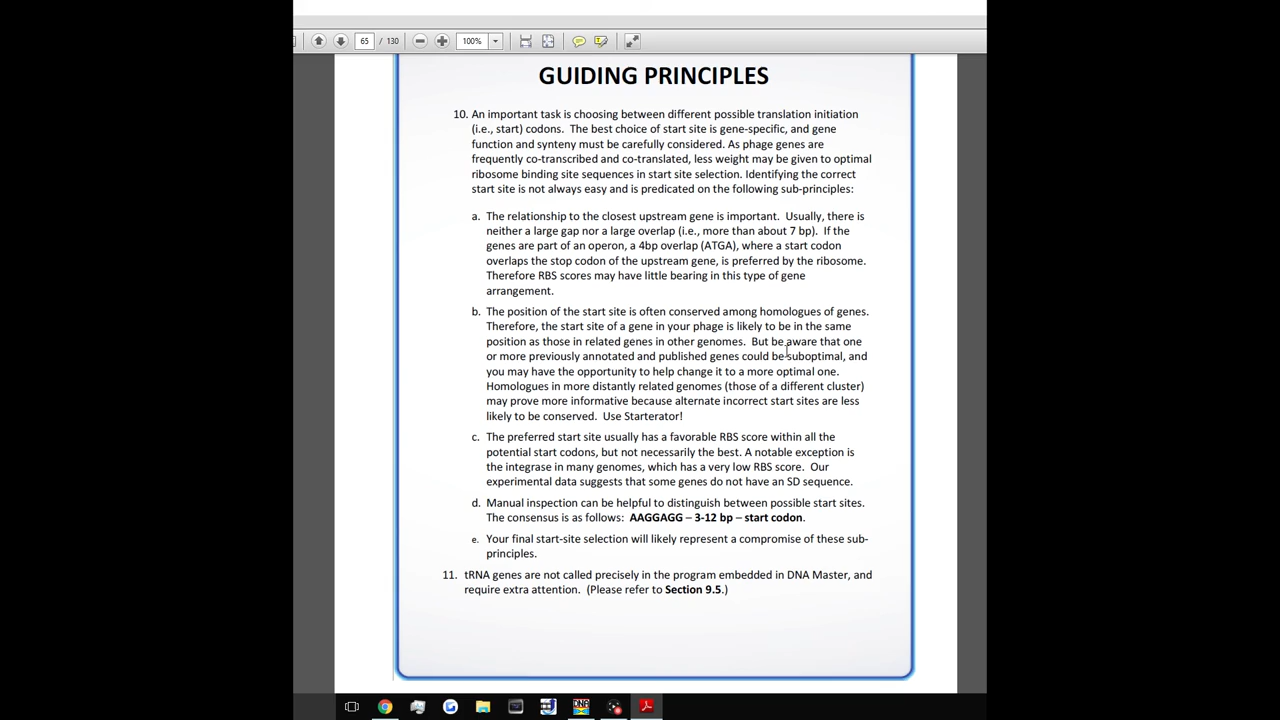 65 / 130
100%
GUIDING PRINCIPLES
10. An important task is choosing between different possible translation initiation
(i.e., start) codons. The best choice of start site is gene-specific, and gene
function and synteny must be carefully considered. As phage genes are
frequently co-transcribed and co-translated, less weight may be given to optimal
ribosome binding site sequences in start site selection. Identifying the correct
start site is not always easy and is predicated on the following sub-principles:
a. The relationship to the closest upstream gene is important. Usually, there is
neither a large gap nor a large overlap (i.e., more than about 7 bp). If the
genes are part of an operon, a 4bp overlap (ATGA), where a start codon
overlaps the stop codon of the upstream gene, is preferred by the ribosome.
Therefore RBS scores may have little bearing in this type of gene
arrangement.
b. The position of the start site is often conserved among homologues of genes.
Therefore, the start site of a gene in your phage is likely to be in the same
position as those in related genes in other genomes. But be aware that one
or more previously annotated and published genes could be suboptimal, and
you may have the opportunity to help change it to a more optimal one.
Homologues in more distantly related genomes (those of a different cluster)
may prove more informative because alternate incorrect start sites are less
likely to be conserved. Use Starterator!
c. The preferred start site usually has a favorable RBS score within all the
potential start codons, but not necessarily the best. A notable exception is
the integrase in many genomes, which has a very low RBS score. Our
experimental data suggests that some genes do not have an SD sequence.
d. Manual inspection can be helpful to distinguish between possible start sites.
The consensus is as follows: AAGGAGG – 3-12 bp – start codon.
e. Your final start-site selection will likely represent a compromise of these sub-
principles.
11. tRNA genes are not called precisely in the program embedded in DNA Master, and
require extra attention. (Please refer to Section 9.5.)
DNA